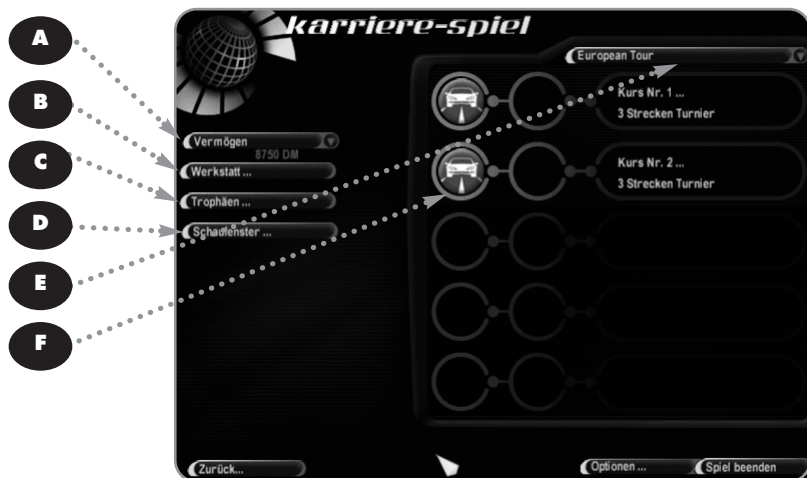 karriere-spiel
A
B
C
D
E
F
Vermögen
8750 DM
Werkstatt ...
Trophäen ...
Schaufenster ...
European Tour
Kurs Nr. 1 ...
3 Strecken Turnier
Kurs Nr. 2 ...
3 Strecken Turnier
Zurück...
Optionen ...
Spiel beenden